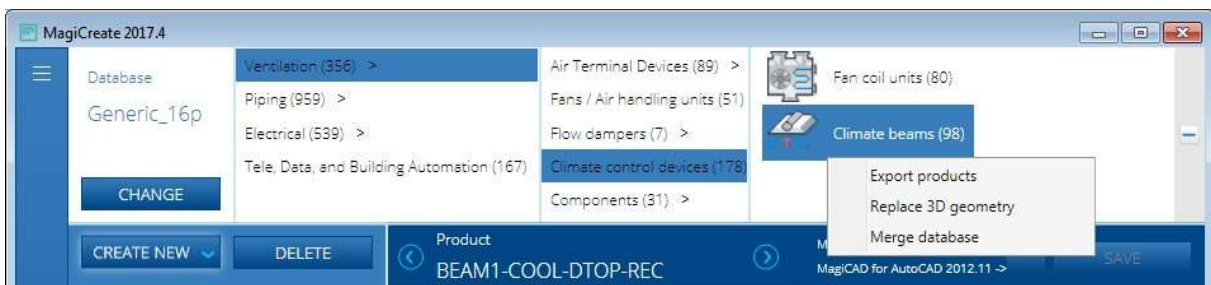 MagiCreate 2017.4
Database
Generic_16p
CHANGE
Ventilation (356) >
Piping (959) >
Electrical (539) >
Tele, Data, and Building Automation (167)
Air Terminal Devices (89) >
Fans / Air handling units (51)
Flow dampers (7) >
Climate control devices (178)
Components (31) >
Fan coil units (80)
Climate beams (98)
Export products
Replace 3D geometry
Merge database
CREATE NEW
DELETE
Product
BEAM1-COOL-DTOP-REC
M
MagiCAD for AutoCAD 2012.11 ->
SAVE